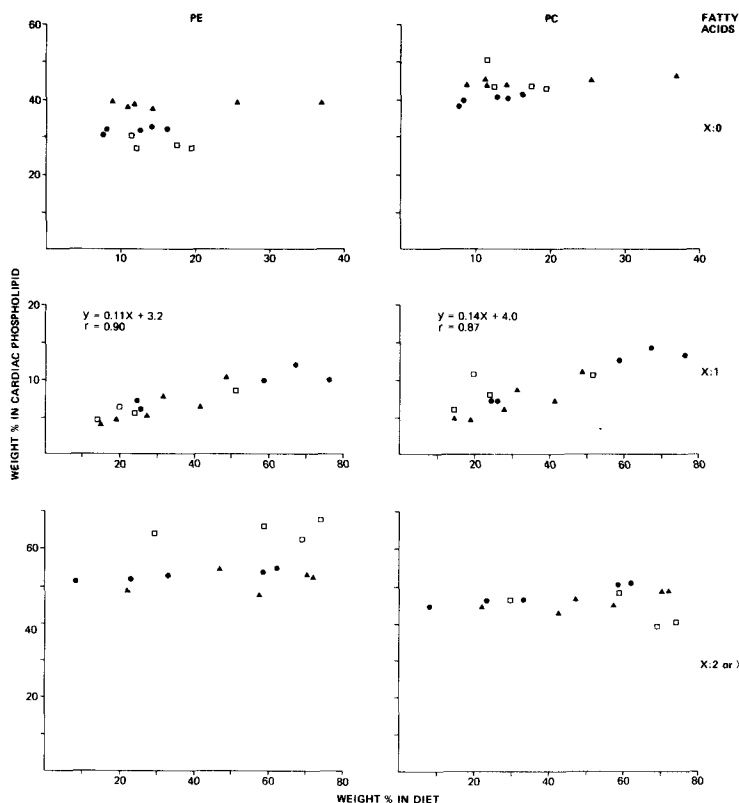 PE PC FATTY ACIDS
60
40
20
10 20 30 40
10 20 30 40
X:0
WEIGHT % IN CARDIAC PHOSPHOLIPID
20
10
y = 0.11X + 3.2
r = 0.90
y = 0.14X + 4.0
r = 0.87
X:1
20 40 60 80
20 40 60 80
60
40
20
X:2 or
20 40 60 80
20 40 60 80
WEIGHT % IN DIET